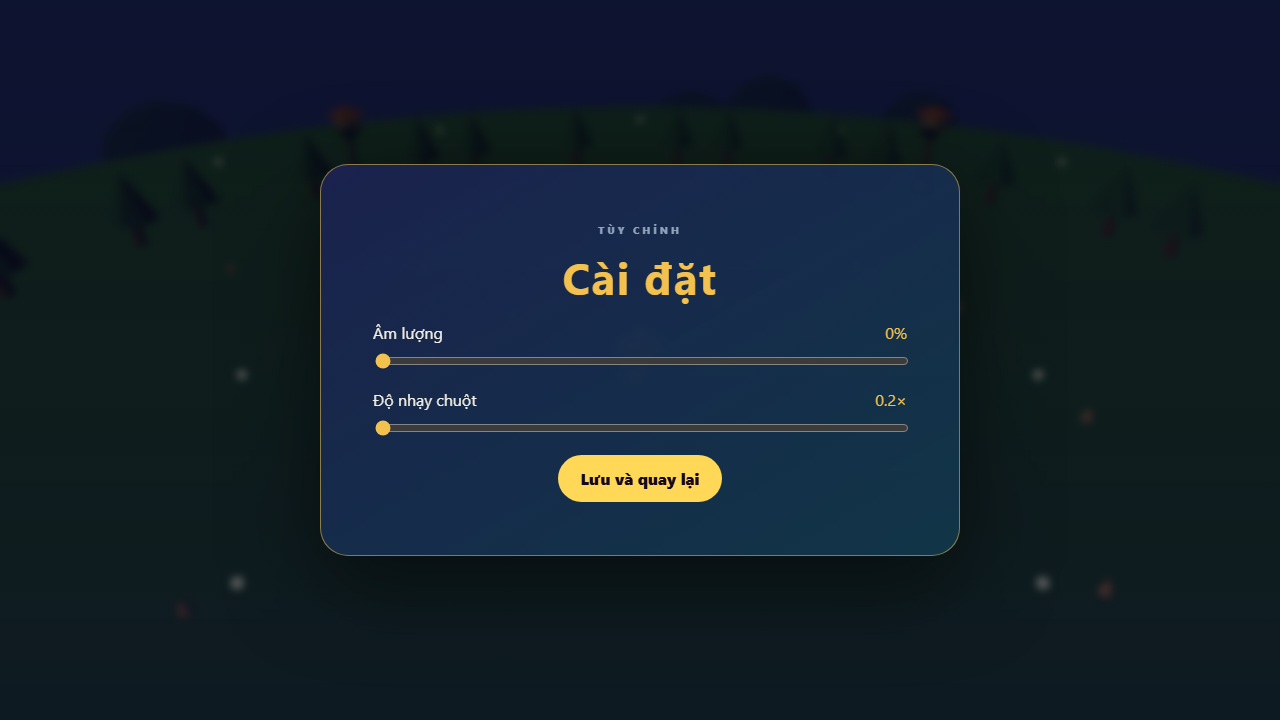 TÙY CHỈNH
Cài đặt
Âm lượng 0%
Độ nhạy chuột 0.2×
Lưu và quay lại